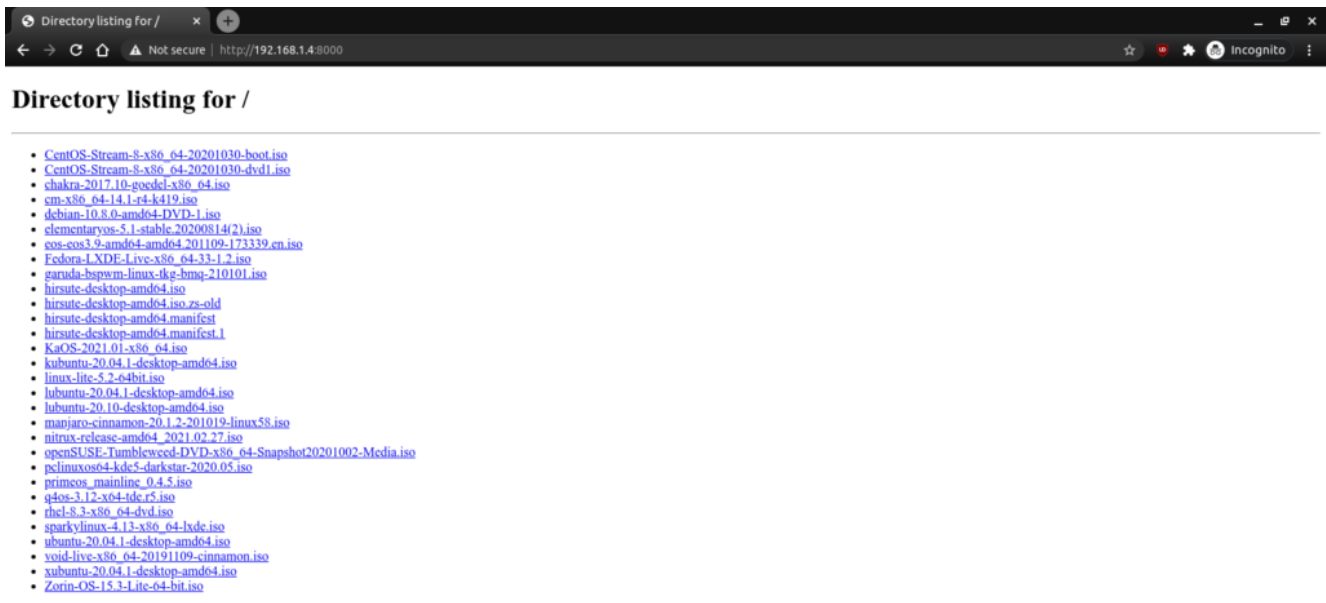 Directory listing for /
Not secure | http://192.168.1.4:8000
Incognito
Directory listing for /
CentOS-Stream-8-x86_64-20201030-boot.iso
CentOS-Stream-8-x86_64-20201030-dvd1.iso
chakra-2017.10-goedel-x86_64.iso
cm-x86_64-14.1-r4-k419.iso
debian-10.8.0-amd64-DVD-1.iso
elementaryos-5.1-stable.20200814(2).iso
eos-eos3.9-amd64-amd64.201109-173339.en.iso
Fedora-LXDE-Live-x86_64-33-1.2.iso
garuda-bspwm-linux-tkg-bmq-210101.iso
hirsute-desktop-amd64.iso
hirsute-desktop-amd64.iso.zs-old
hirsute-desktop-amd64.manifest
hirsute-desktop-amd64.manifest.1
KaOS-2021.01-x86_64.iso
kubuntu-20.04.1-desktop-amd64.iso
linux-lite-5.2-64bit.iso
lubuntu-20.04.1-desktop-amd64.iso
lubuntu-20.10-desktop-amd64.iso
manjaro-cinnamon-20.1.2-201019-linux58.iso
nitrux-release-amd64_2021.02.27.iso
openSUSE-Tumbleweed-DVD-x86_64-Snapshot20201002-Media.iso
pclinuxos64-kde5-darkstar-2020.05.iso
primeos_mainline_0.4.5.iso
q4os-3.12-x64-tde.r5.iso
rhel-8.3-x86_64-dvd.iso
sparkylinux-4.13-x86_64-lxde.iso
ubuntu-20.04.1-desktop-amd64.iso
void-live-x86_64-20191109-cinnamon.iso
xubuntu-20.04.1-desktop-amd64.iso
Zorin-OS-15.3-Lite-64-bit.iso